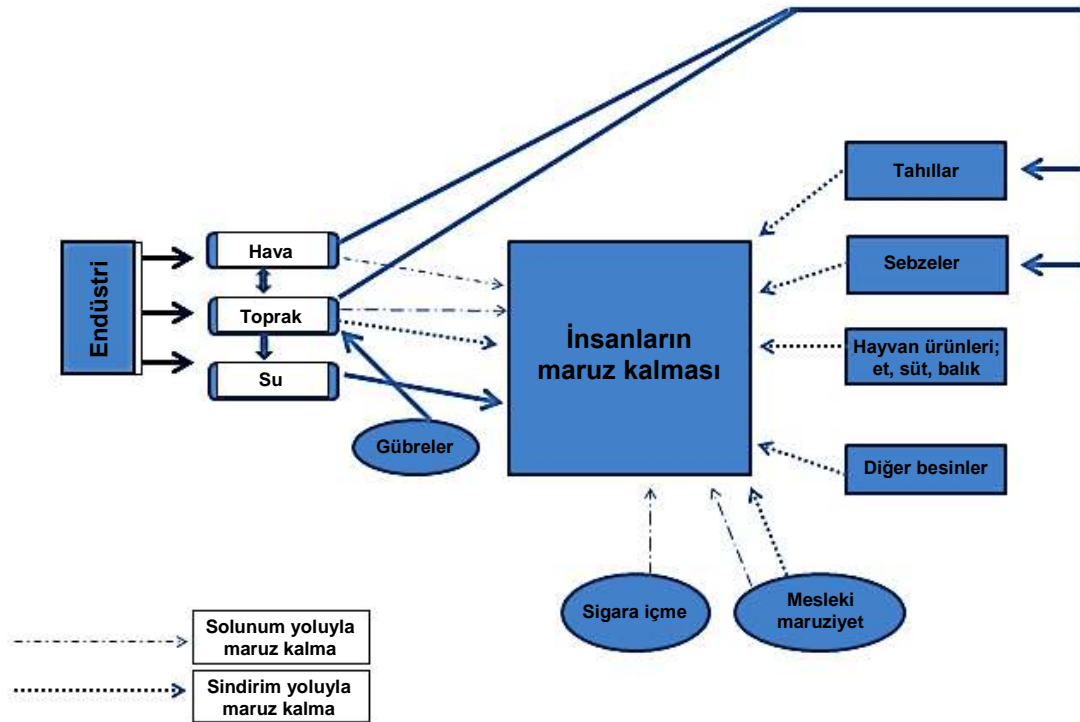 Endüstri
Hava
Toprak
Su
Gübreler
İnsanların
maruz kalması
Tahıllar
Sebzeler
Hayvan ürünleri;
et, süt, balık
Diğer besinler
Sigara içme
Mesleki
maruziyet
Solunum yoluyla
maruz kalma
Sindirim yoluyla
maruz kalma